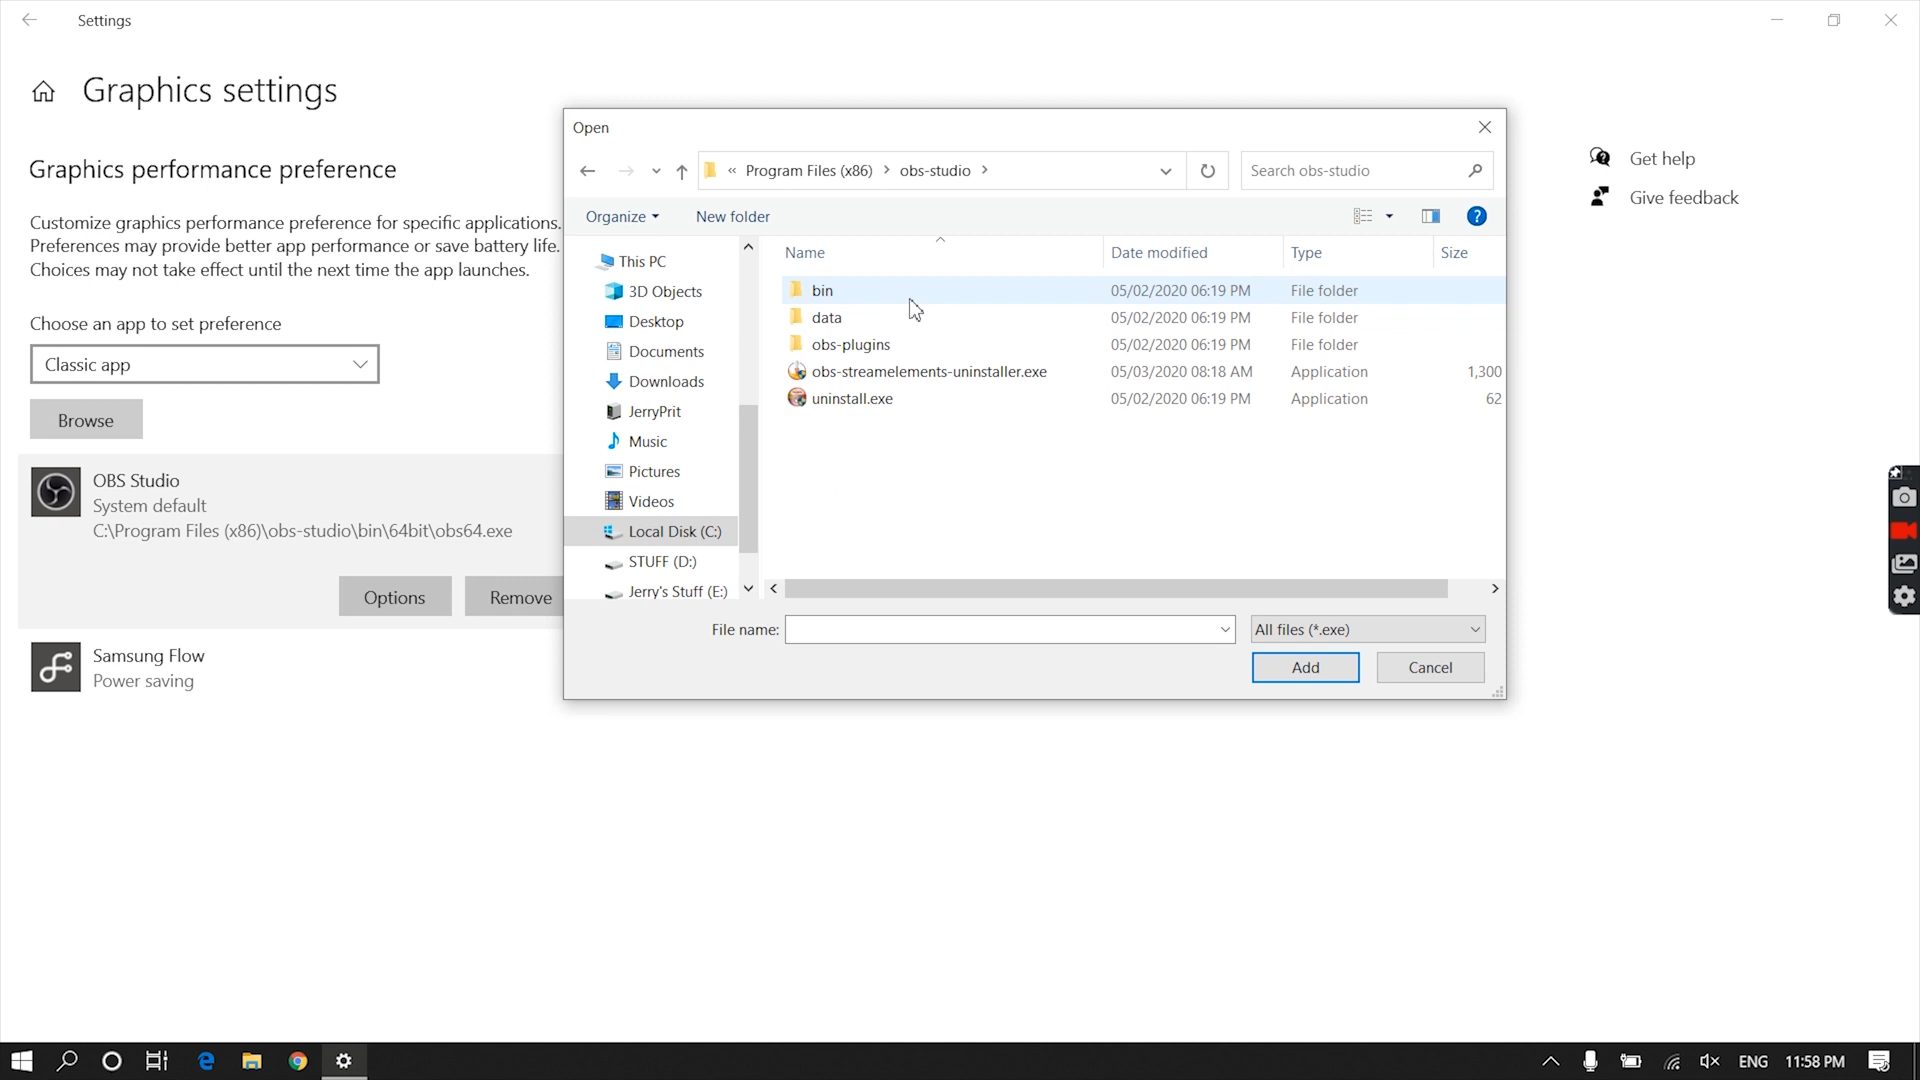 Settings
Graphics settings
Graphics performance preference
Customize graphics performance preference for specific applications.
Preferences may provide better app performance or save battery life.
Choices may not take effect until the next time the app launches.
Choose an app to set preference
Classic app
Browse
OBS Studio
System default
C:\Program Files (x86)\obs-studio\bin\64bit\obs64.exe
Options
Remove
Samsung Flow
Power saving
Open
« Program Files (x86) > obs-studio >
Search obs-studio
Organize
New folder
This PC
3D Objects
Desktop
Documents
Downloads
JerryPrit
Music
Pictures
Videos
Local Disk (C:)
STUFF (D:)
Jerry's Stuff (E:)
Name Date modified Type Size
bin 05/02/2020 06:19 PM File folder
data 05/02/2020 06:19 PM File folder
obs-plugins 05/02/2020 06:19 PM File folder
obs-streamelements-uninstaller.exe 05/03/2020 08:18 AM Application 1,300
uninstall.exe 05/02/2020 06:19 PM Application 62
File name:
All files (*.exe)
Add
Cancel
Get help
Give feedback
ENG
11:58 PM